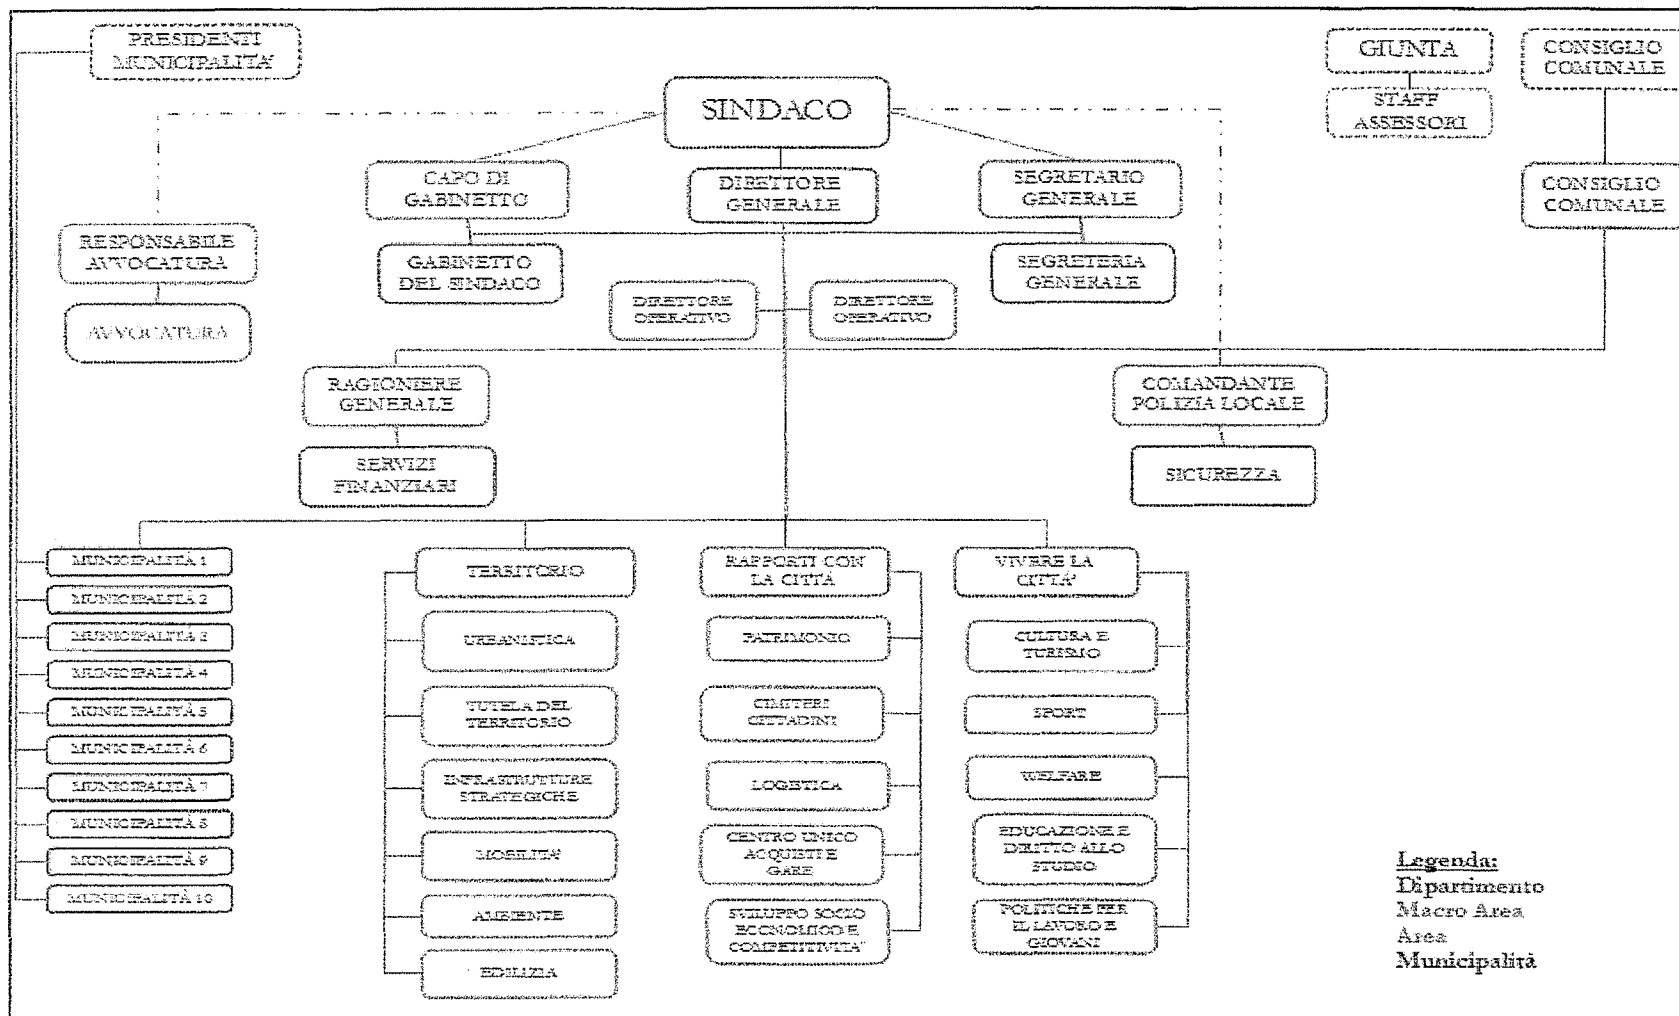 PRESIDENTI
MUNICIPALITA'
GIUNTA
CONSIGLIO
COMUNALE
STAFF
ASSESSORI
SINDACO
CAPO DI
GABINETTO
DIRETTORE
GENERALE
SEGRETARIO
GENERALE
CONSIGLIO
COMUNALE
RESPONSABILE
AVVOCATURA
GABINETTO
DEL SINDACO
SEGRETERIA
GENERALE
AVVOCATURA
DIRETTORE
OPERATIVO
DIRETTORE
OPERATIVO
RAGIONIERE
GENERALE
COMANDANTE
POLIZIA LOCALE
SERVIZI
FINANZIARI
SICUREZZA
MUNICIPALITÀ 1
MUNICIPALITÀ 2
MUNICIPALITÀ 3
MUNICIPALITÀ 4
MUNICIPALITÀ 5
MUNICIPALITÀ 6
MUNICIPALITÀ 7
MUNICIPALITÀ 8
MUNICIPALITÀ 9
MUNICIPALITÀ 10
TERRITORIO
URBANISTICA
TUTELA DEL
TERRITORIO
INFRASTRUTTURE
STRATEGICHE
MOBILITA'
AMBIENTE
EDILIZIA
RAPPORTI CON
LA CITTÀ
PATRIMONIO
CIMITERI
CITTADINI
LOGISTICA
CENTRO UNICO
ACQUISTI E
GARE
SVILUPPO SOCIO
ECONOMICO E
COMPETITIVITA'
VIVERE LA
CITTA'
CULTURA E
TURISMO
SPORT
WELFARE
EDUCAZIONE E
DIRITTO ALLO
STUDIO
POLITICHE PER
IL LAVORO E
GIOVANI
Legenda:
Dipartimento
Macro Area
Area
Municipalità